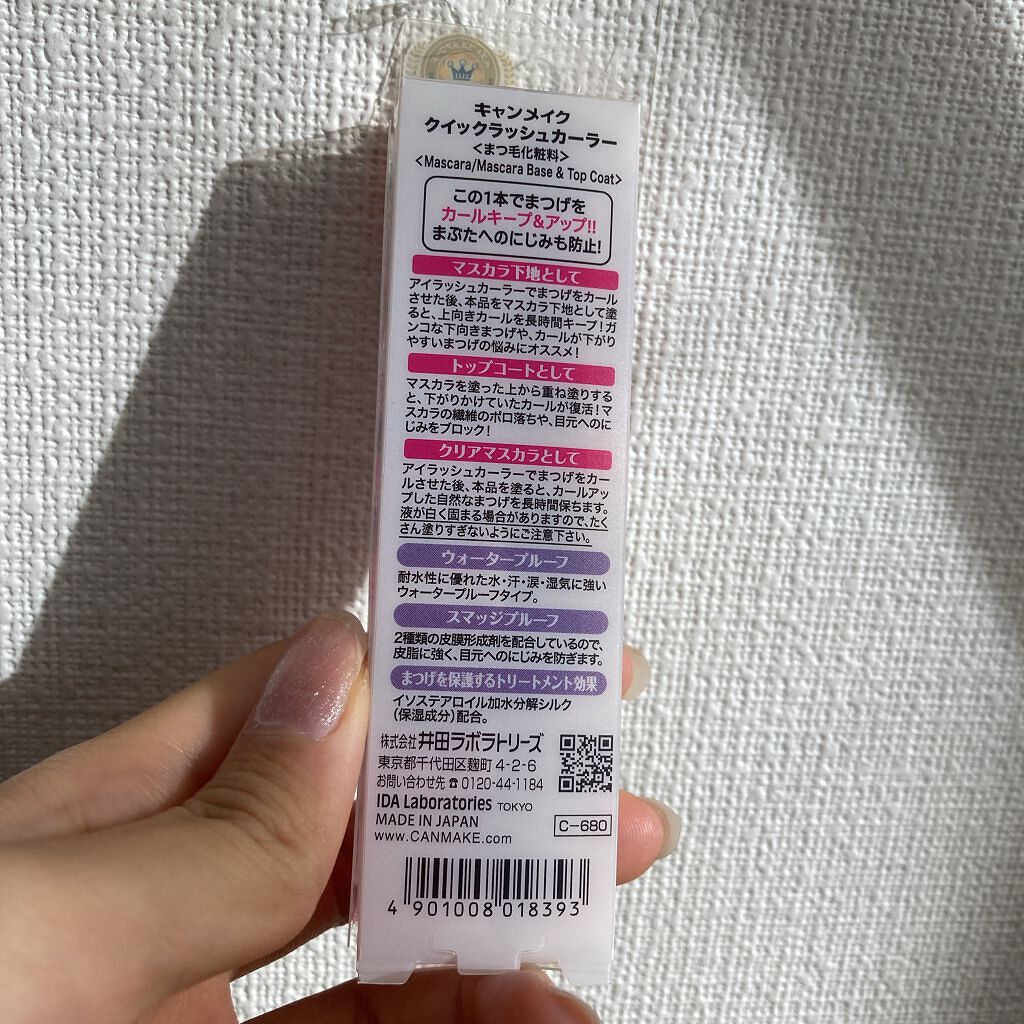 キャンメイク
クイックラッシュカーラー
<まつ毛化粧料>
<Mascara/Mascara Base & Top Coat>
この1本でまつげを
カールキープ&アップ!!
まぶたへのにじみも防止!
マスカラ下地として
アイラッシュカーラーでまつげをカール
させた後、本品をマスカラ下地として塗
ると、上向きカールを長時間キープ!ガ
ンコな下向きまつげや、カールが下がり
やすいまつげの悩みにオススメ!
トップコートとして
マスカラを塗った上から重ね塗りする
と、下がりかけていたカールが復活!マ
スカラの繊維のポロ落ちや、目元へのに
じみをブロック!
クリアマスカラとして
アイラッシュカーラーでまつげをカー
ルさせた後、本品を塗ると、カールアッ
プした自然なまつげを長時間保ちます。
液が白く固まる場合がありますので、たく
さん塗りすぎないようにご注意下さい。
ウォータープルーフ
耐水性に優れた水・汗・涙・湿気に強い
ウォータープルーフタイプ。
スマッジプルーフ
2種類の皮膜形成剤を配合しているので、
皮脂に強く、目元へのにじみを防ぎます。
まつげを保護するトリートメント効果
イソステアロイル加水分解シルク
(保湿成分)配合。
株式会社 井田ラボラトリーズ
東京都千代田区麹町4-2-6
お問い合わせ先 ☎ 0120-44-1184
IDA Laboratories TOKYO
MADE IN JAPAN
www.CANMAKE.com
C-680
4 901008 018393